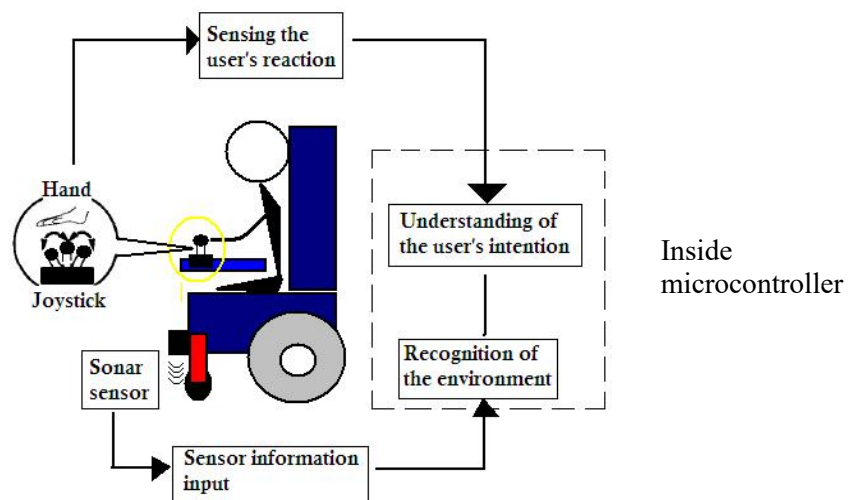 Sensing the
user's reaction
Hand
Joystick
Understanding of
the user's intention
Inside
microcontroller
Recognition of
the environment
Sonar
sensor
Sensor information
input